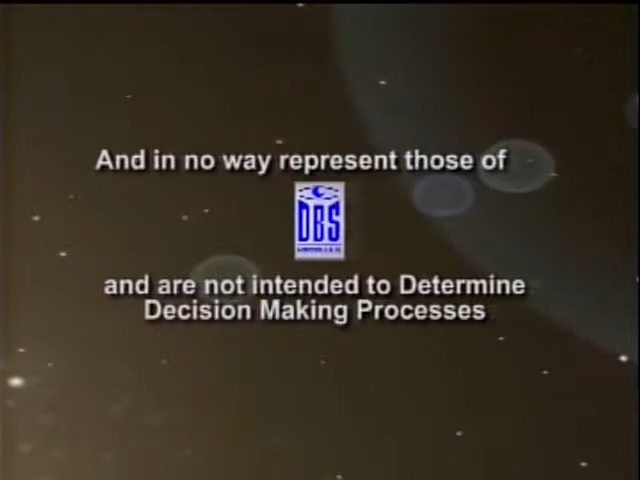 And in no way represent those of
DBS
and are not intended to Determine
Decision Making Processes